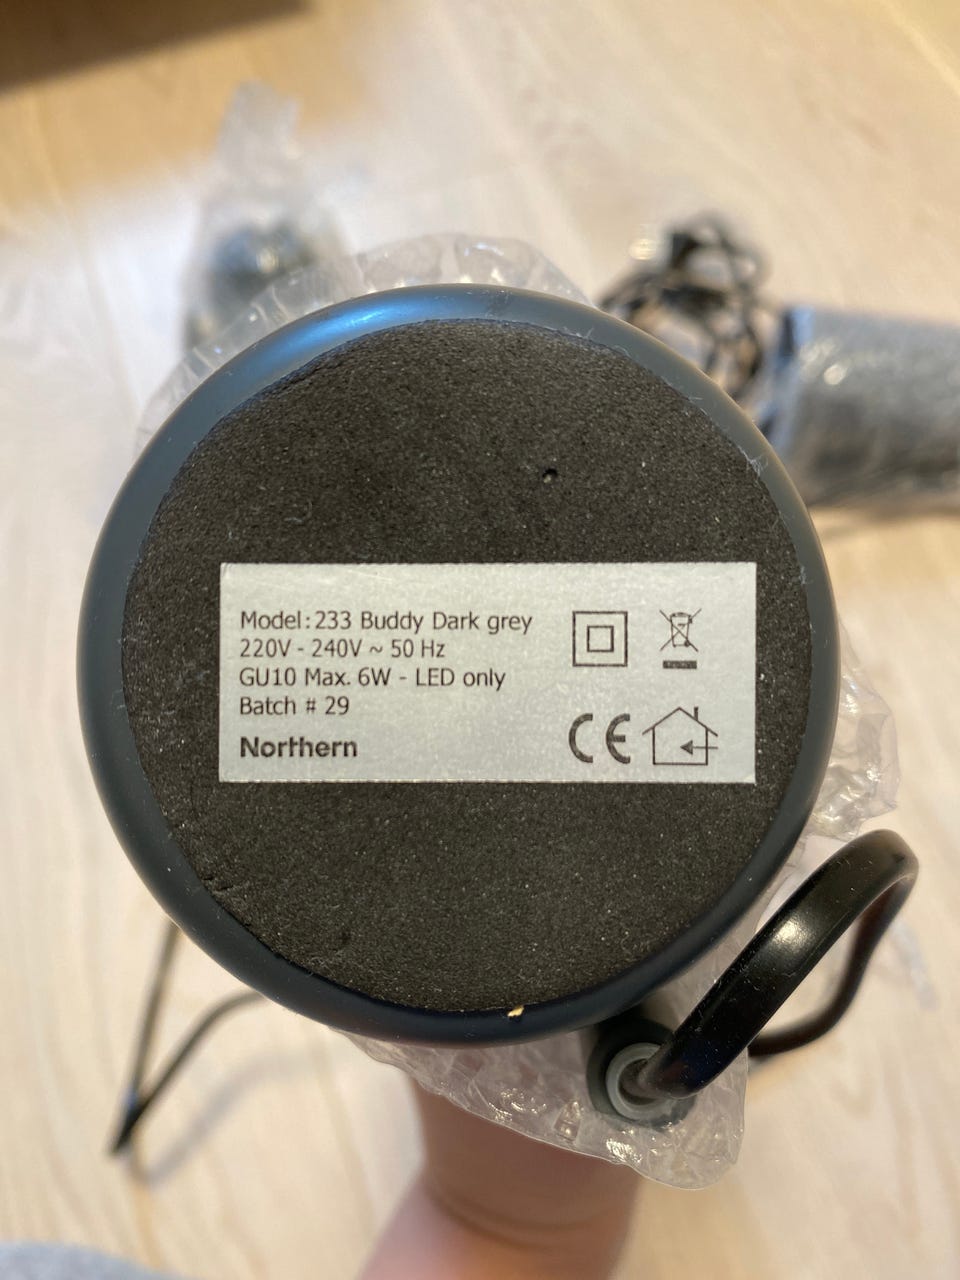 Model: 233 Buddy Dark grey
220V - 240V ~ 50 Hz
GU10 Max. 6W - LED only
Batch # 29
Northern
CE